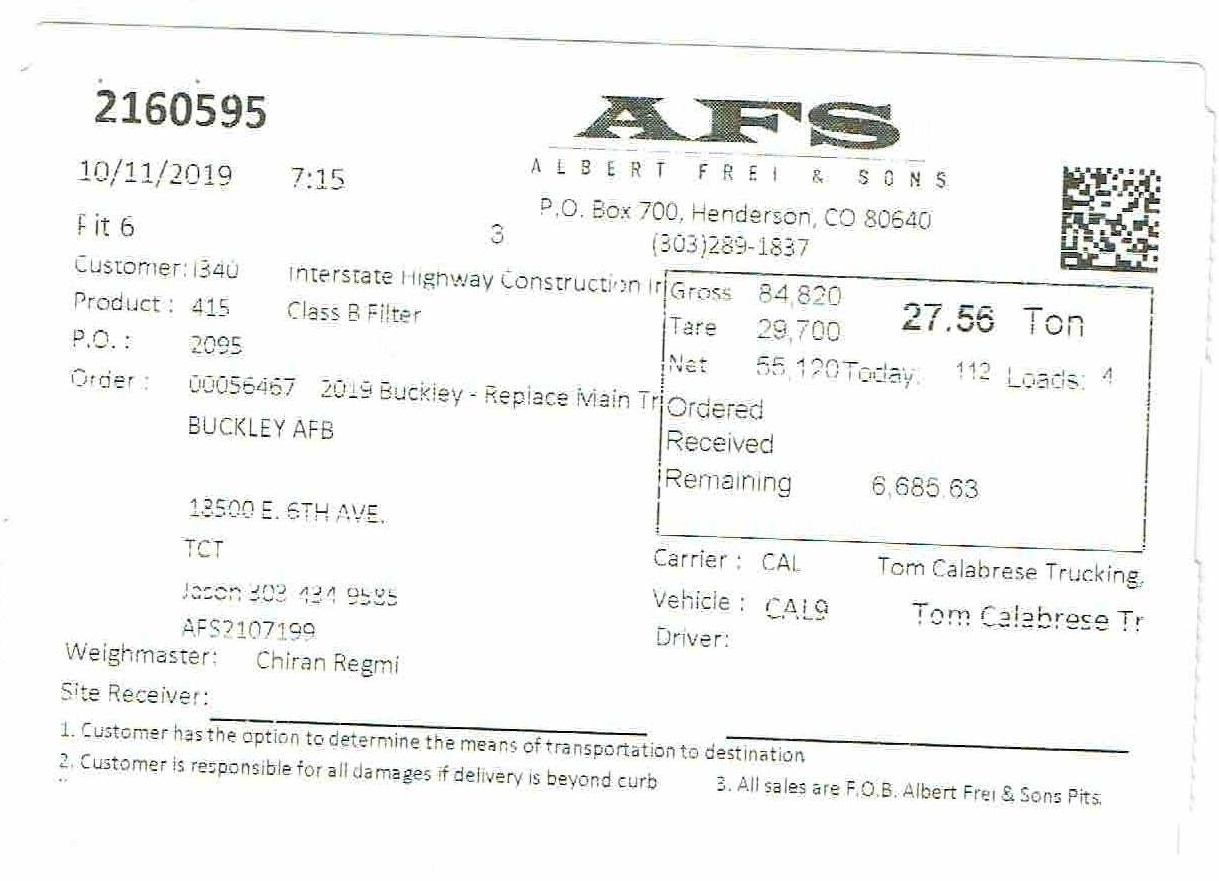 2160595
AFS
ALBERT FREI & SONS
10/11/2019 7:15
P.O. Box 700, Henderson, CO 80640
Pit 6 3
(303)289-1837
Customer: I340 Interstate Highway Construction Ir
Product : 415 Class B Filter
P.O. : 2095
Order : 00056467 2019 Buckley - Replace Main Tr
BUCKLEY AFB
Gross 84,820 27.56 Ton
Tare 29,700
Net 55,120 Today: 112 Loads: 4
Ordered
Received
Remaining 6,685.63
18500 E. 6TH AVE.
TCT
Jason 303 434 9585
AFS2107199
Carrier : CAL Tom Calabrese Trucking,
Vehicle : CAL9 Tom Calabrese Tr
Driver:
Weighmaster: Chiran Regmi
Site Receiver:
1. Customer has the option to determine the means of transportation to destination
2. Customer is responsible for all damages if delivery is beyond curb
3. All sales are F.O.B. Albert Frei & Sons Pits.